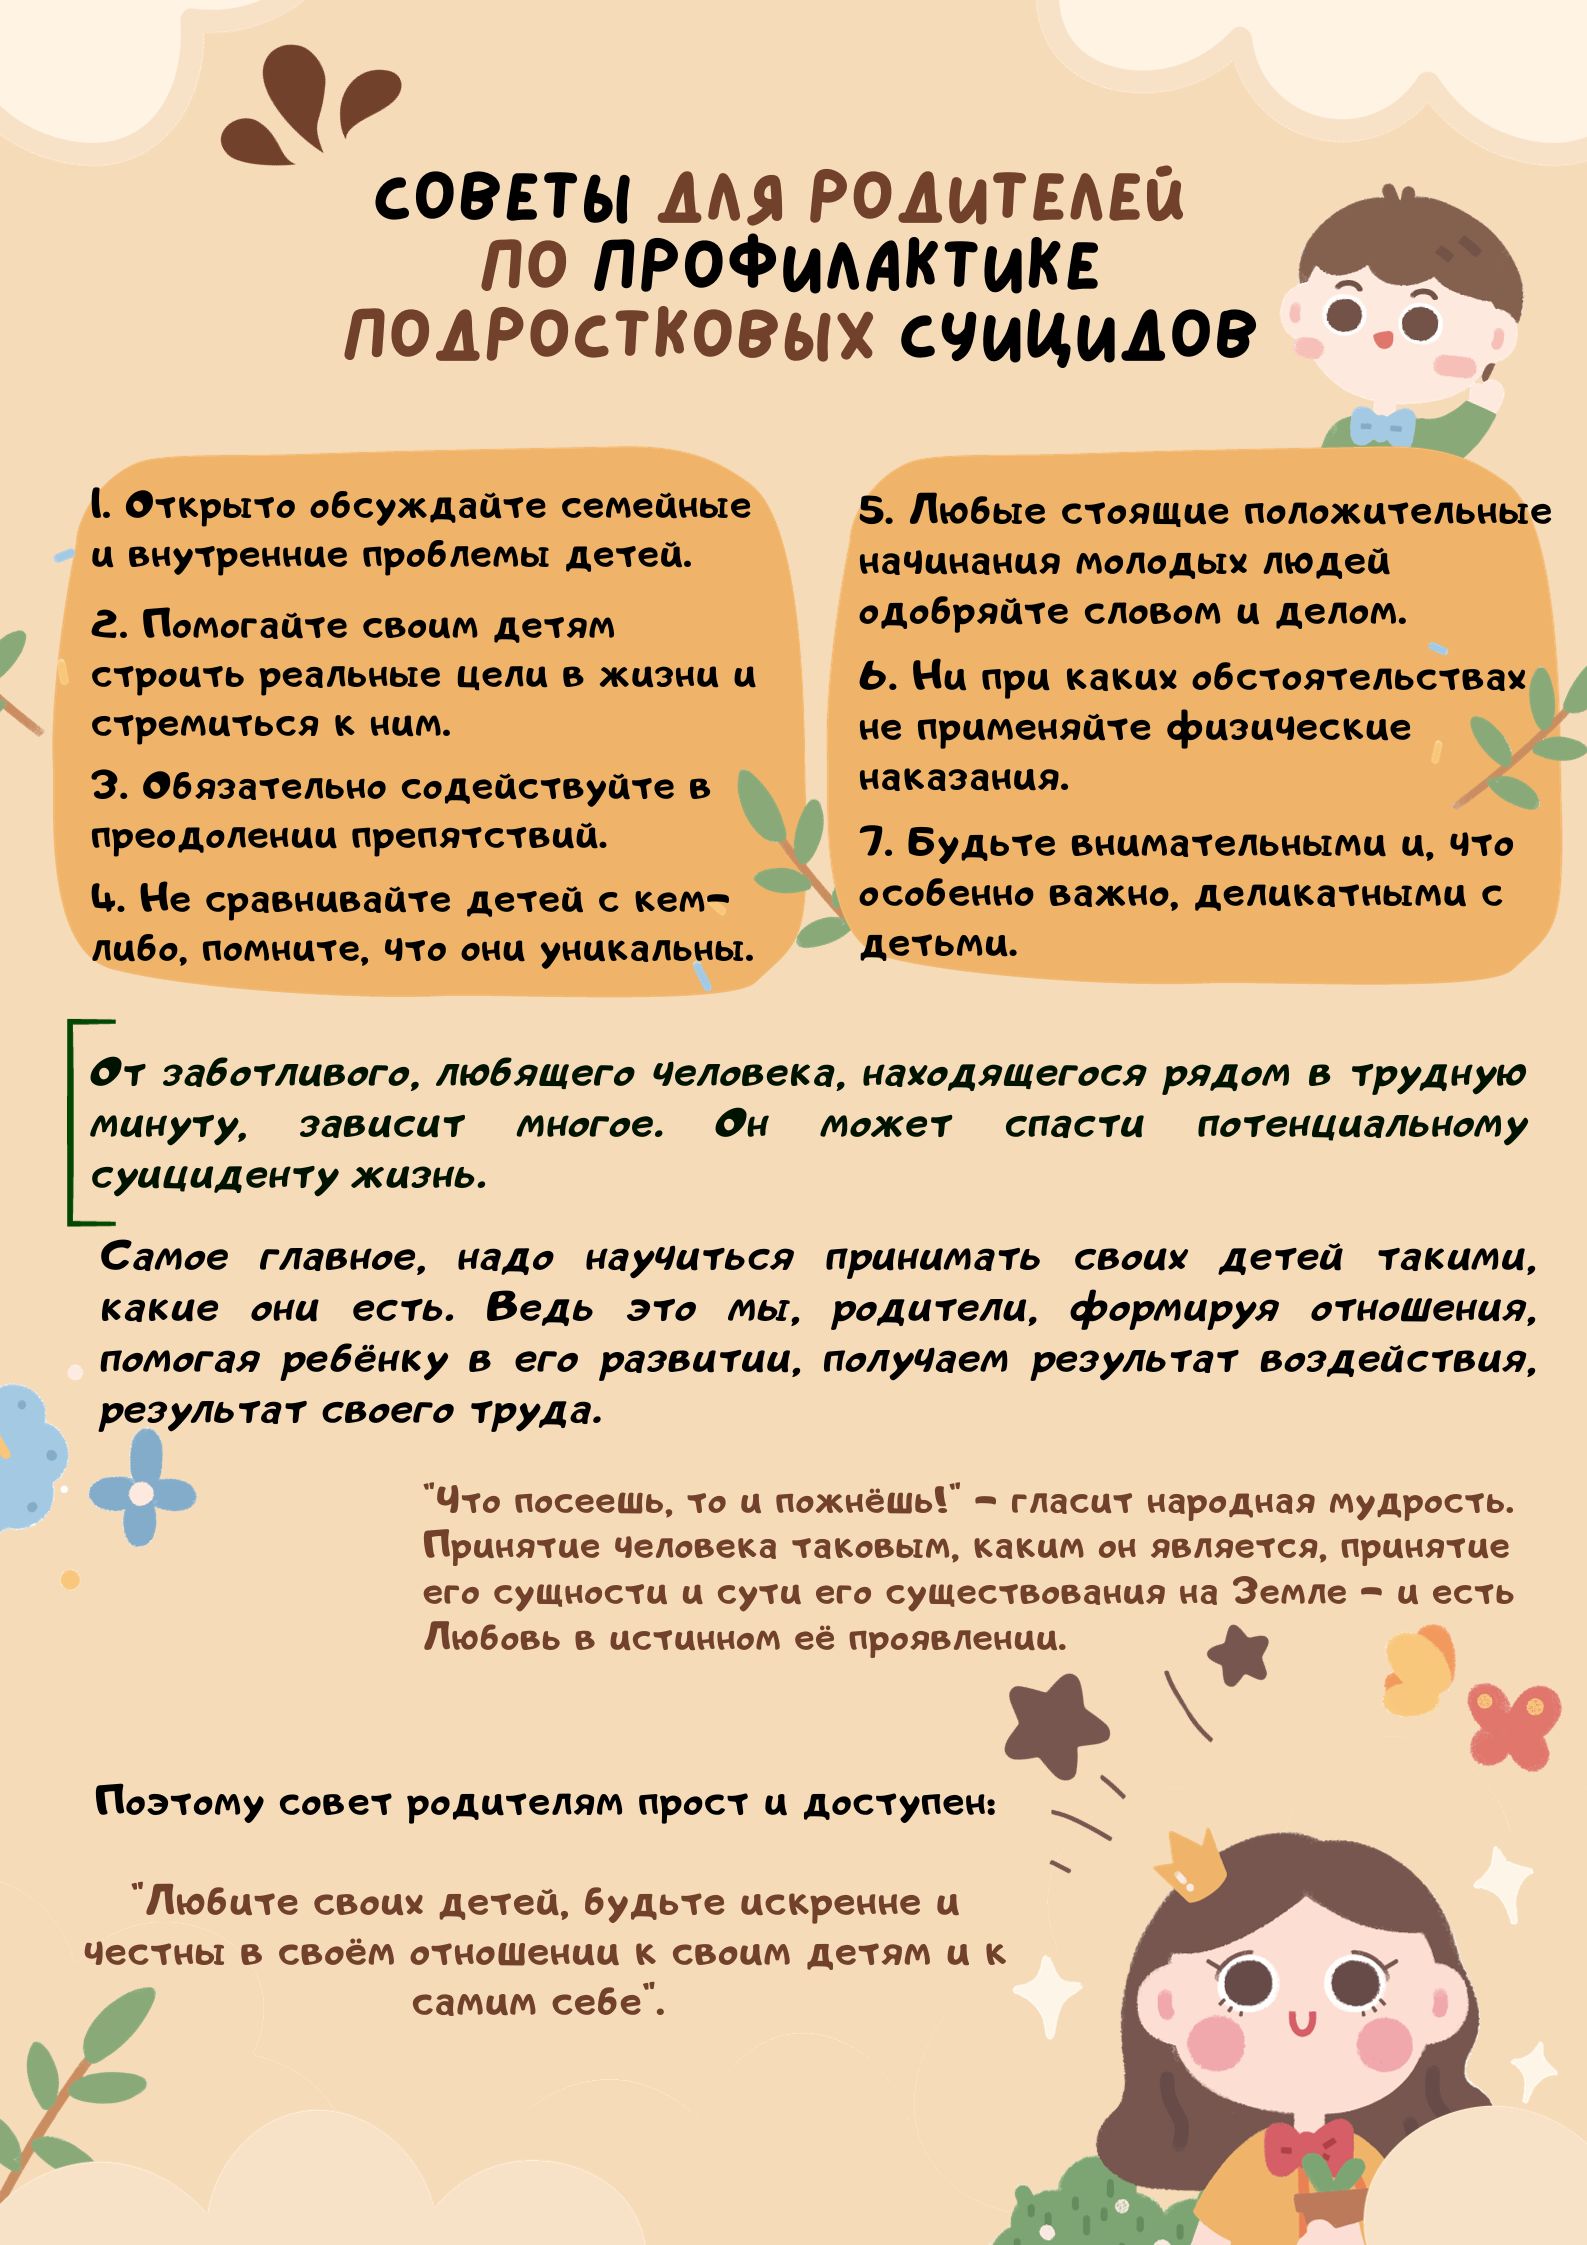 СОВЕТЫ ДЛЯ РОДИТЕЛЕЙ
ПО ПРОФИЛАКТИКЕ
ПОДРОСТКОВЫХ СУИЦИДОВ
1. Открыто обсуждайте семейные
и внутренние проблемы детей.
2. Помогайте своим детям
строить реальные цели в жизни и
стремиться к ним.
3. Обязательно содействуйте в
преодолении препятствий.
4. Не сравнивайте детей с кем-
либо, помните, что они уникальны.
5. Любые стоящие положительные
начинания молодых людей
одобряйте словом и делом.
6. Ни при каких обстоятельствах
не применяйте физические
наказания.
7. Будьте внимательными и, что
особенно важно, деликатными с
детьми.
От заботливого, любящего человека, находящегося рядом в трудную
минуту, зависит многое. Он может спасти потенциальному
суициденту жизнь.
Самое главное, надо научиться принимать своих детей такими,
какие они есть. Ведь это мы, родители, формируя отношения,
помогая ребёнку в его развитии, получаем результат воздействия,
результат своего труда.
"Что посеешь, то и пожнёшь!" – гласит народная мудрость.
Принятие человека таковым, каким он является, принятие
его сущности и сути его существования на Земле – и есть
Любовь в истинном её проявлении.
Поэтому совет родителям прост и доступен:
"Любите своих детей, будьте искренне и
честны в своём отношении к своим детям и к
самим себе".